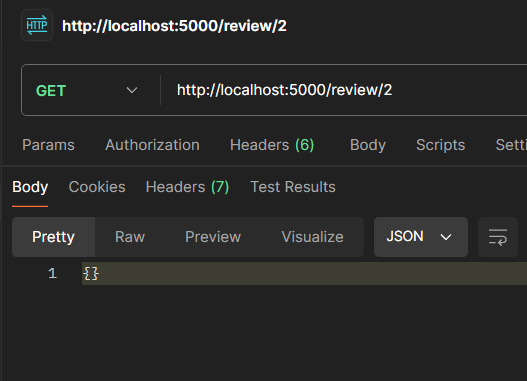 HTTP http://localhost:5000/review/2
GET http://localhost:5000/review/2
Params Authorization Headers (6) Body Scripts
Body Cookies Headers (7) Test Results
Pretty Raw Preview Visualize JSON
1 {}